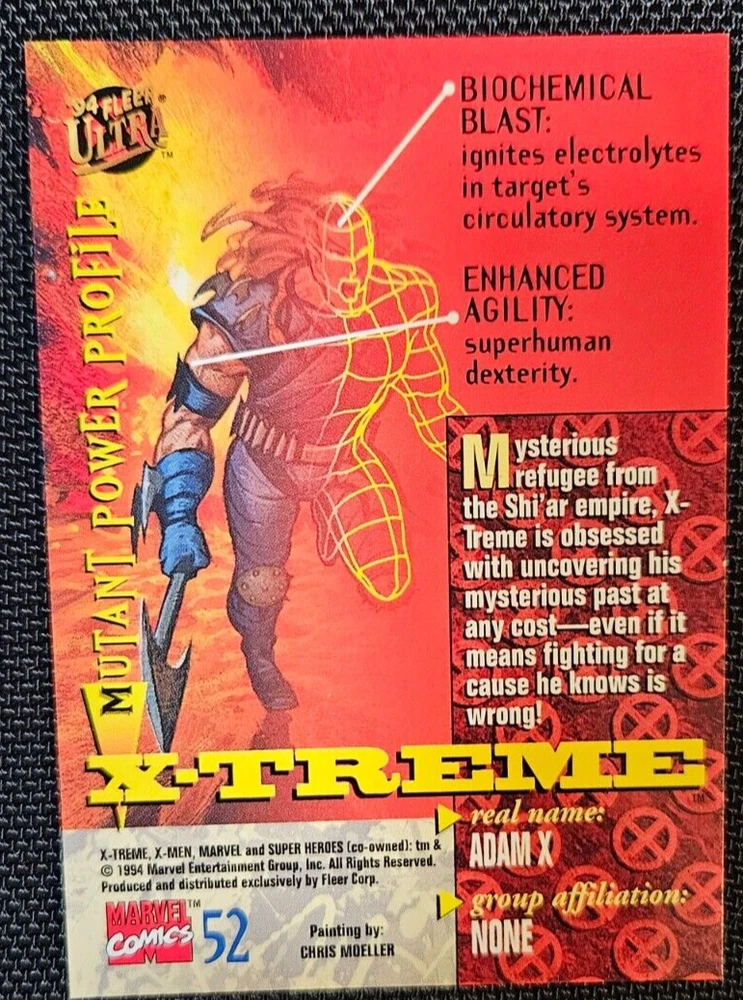 '94 FLEER®
ULTRA™
MUTANT POWER PROFILE
BIOCHEMICAL
BLAST:
ignites electrolytes
in target's
circulatory system.
ENHANCED
AGILITY:
superhuman
dexterity.
Mysterious
refugee from
the Shi'ar empire, X-
Treme is obsessed
with uncovering his
mysterious past at
any cost—even if it
means fighting for a
cause he knows is
wrong!
X-TREME™
real name:
ADAM X
group affiliation:
NONE
X-TREME, X-MEN, MARVEL and SUPER HEROES (co-owned): tm &
© 1994 Marvel Entertainment Group, Inc. All Rights Reserved.
Produced and distributed exclusively by Fleer Corp.
MARVEL™
COMICS
M
52
Painting by:
CHRIS MOELLER